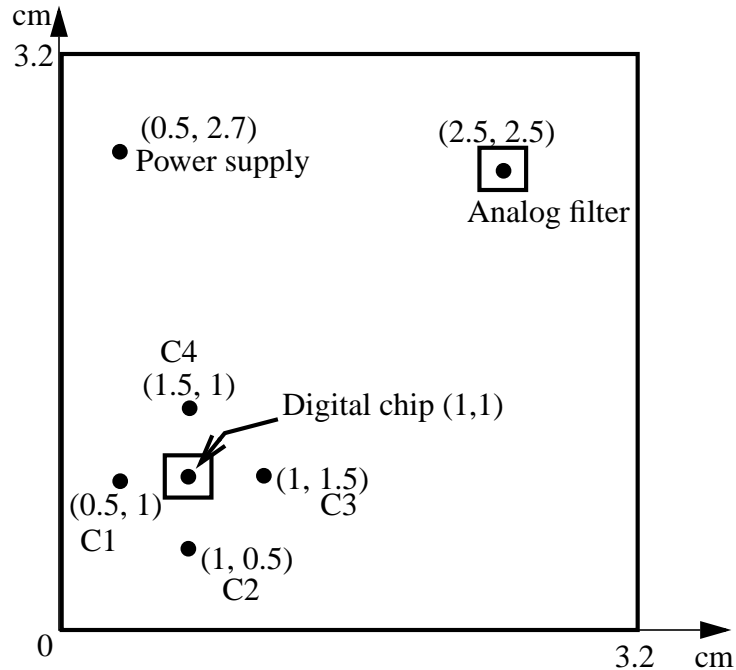 cm
3.2
(0.5, 2.7)
Power supply
(2.5, 2.5)
Analog filter
C4
(1.5, 1)
Digital chip (1,1)
(0.5, 1)
C1
(1, 1.5)
C3
(1, 0.5)
C2
0
3.2
cm